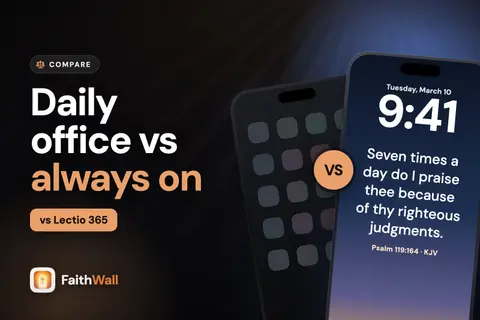 COMPARE
Daily
office vs
always on
vs Lectio 365
FaithWall
VS
Tuesday, March 10
9:41
Seven times a
day do I praise
thee because
of thy righteous
judgments.
Psalm 119:164 · KJV